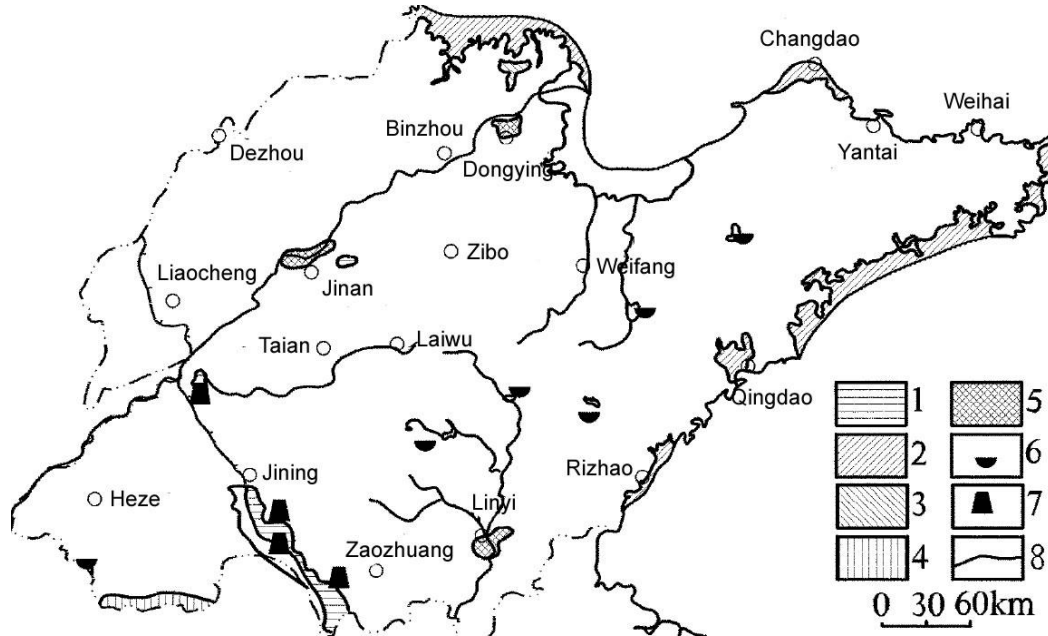 Changdao
Weihai
Binzhou
Dezhou
Dongying
Yantai
Zibo
Weifang
Liaocheng
Jinan
Taian
Laiwu
Qingdao
1
5
2
6
3
7
4
8
Jining
Rizhao
Heze
Linyi
Zaozhuang
0 30 60km